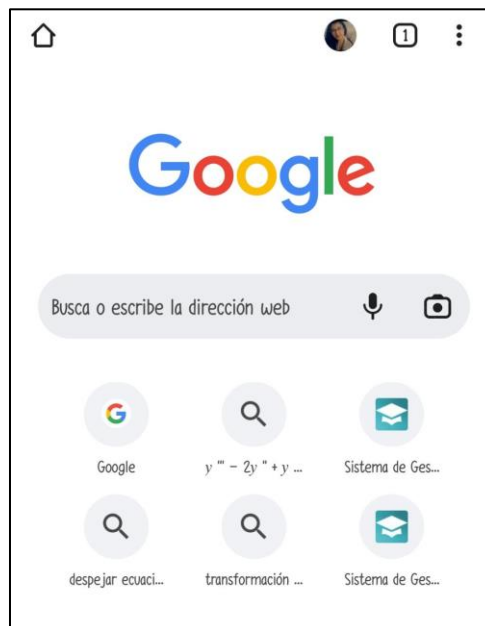 1
Google
Busca o escribe la dirección web
Google
y ''' - 2y '' + y ...
Sistema de Ges...
despejar ecuaci...
transformación ...
Sistema de Ges...